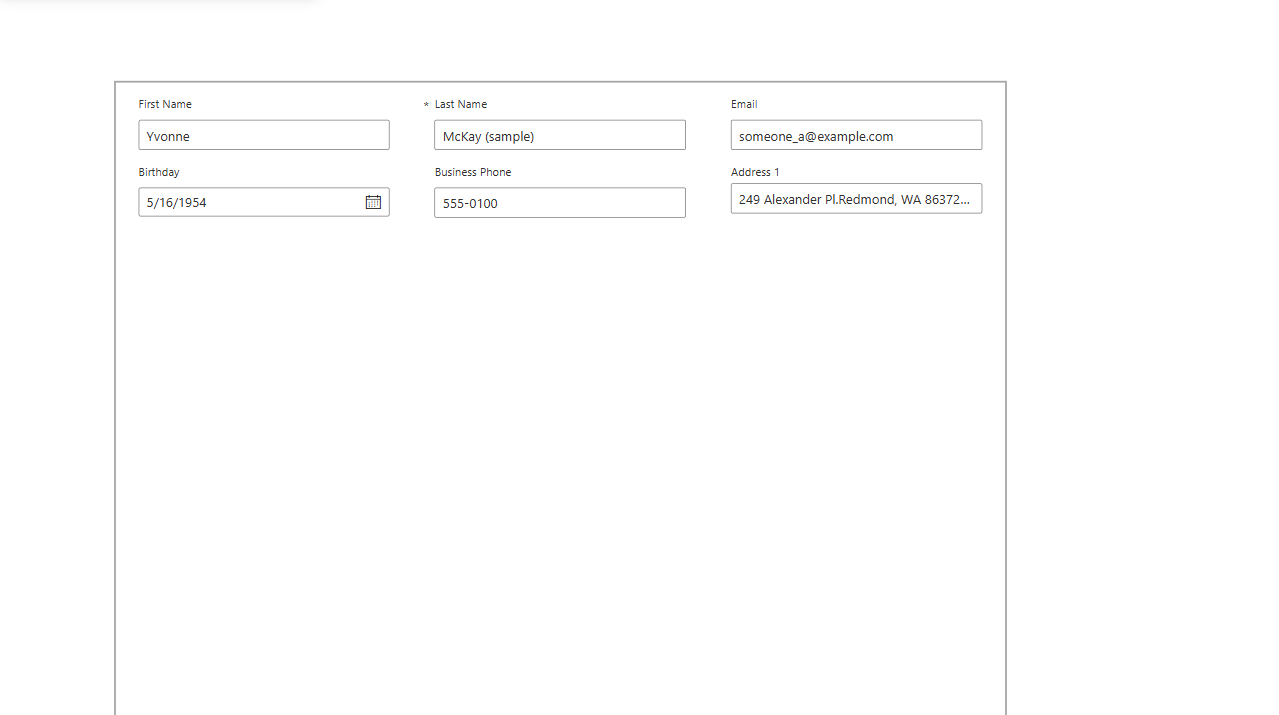 First Name
* Last Name
Email
Yvonne
McKay (sample)
someone_a@example.com
Birthday
Business Phone
Address 1
5/16/1954
555-0100
249 Alexander Pl.Redmond, WA 86372...